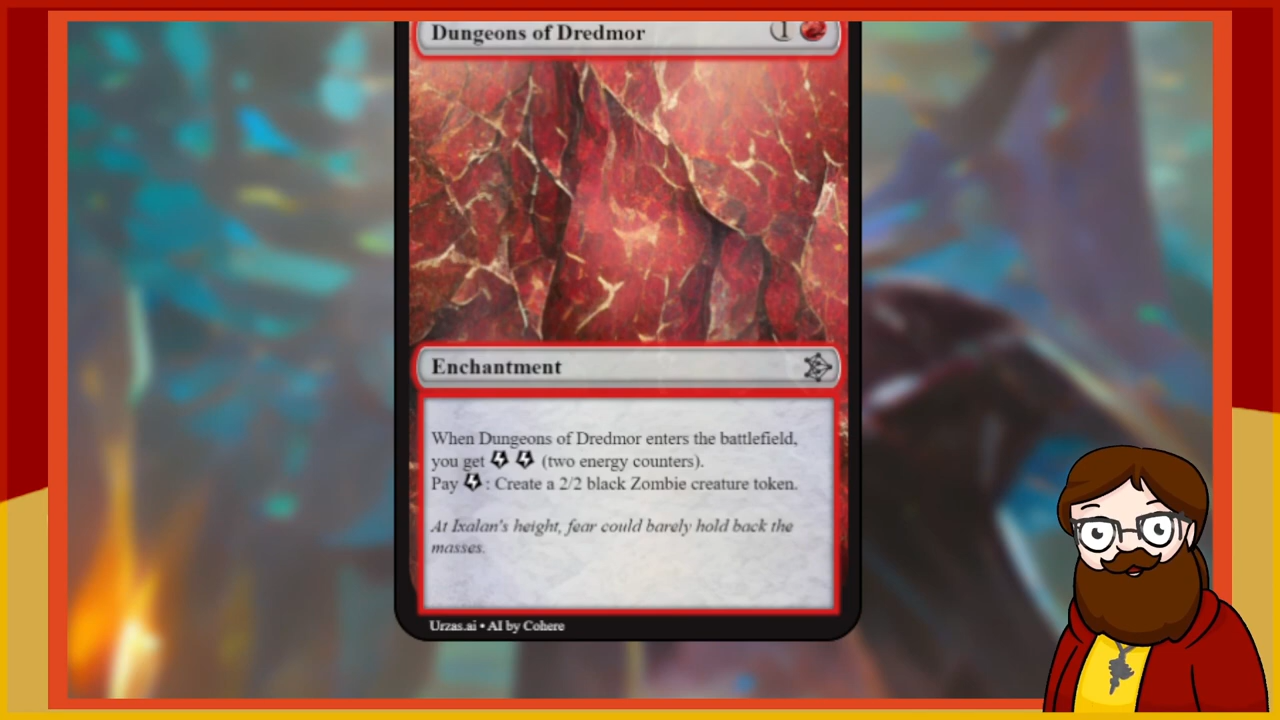 Dungeons of Dredmor 1
Enchantment
When Dungeons of Dredmor enters the battlefield,
you get (two energy counters).
Pay : Create a 2/2 black Zombie creature token.
At Ixalan's height, fear could barely hold back the
masses.
Urzas.ai • AI by Cohere